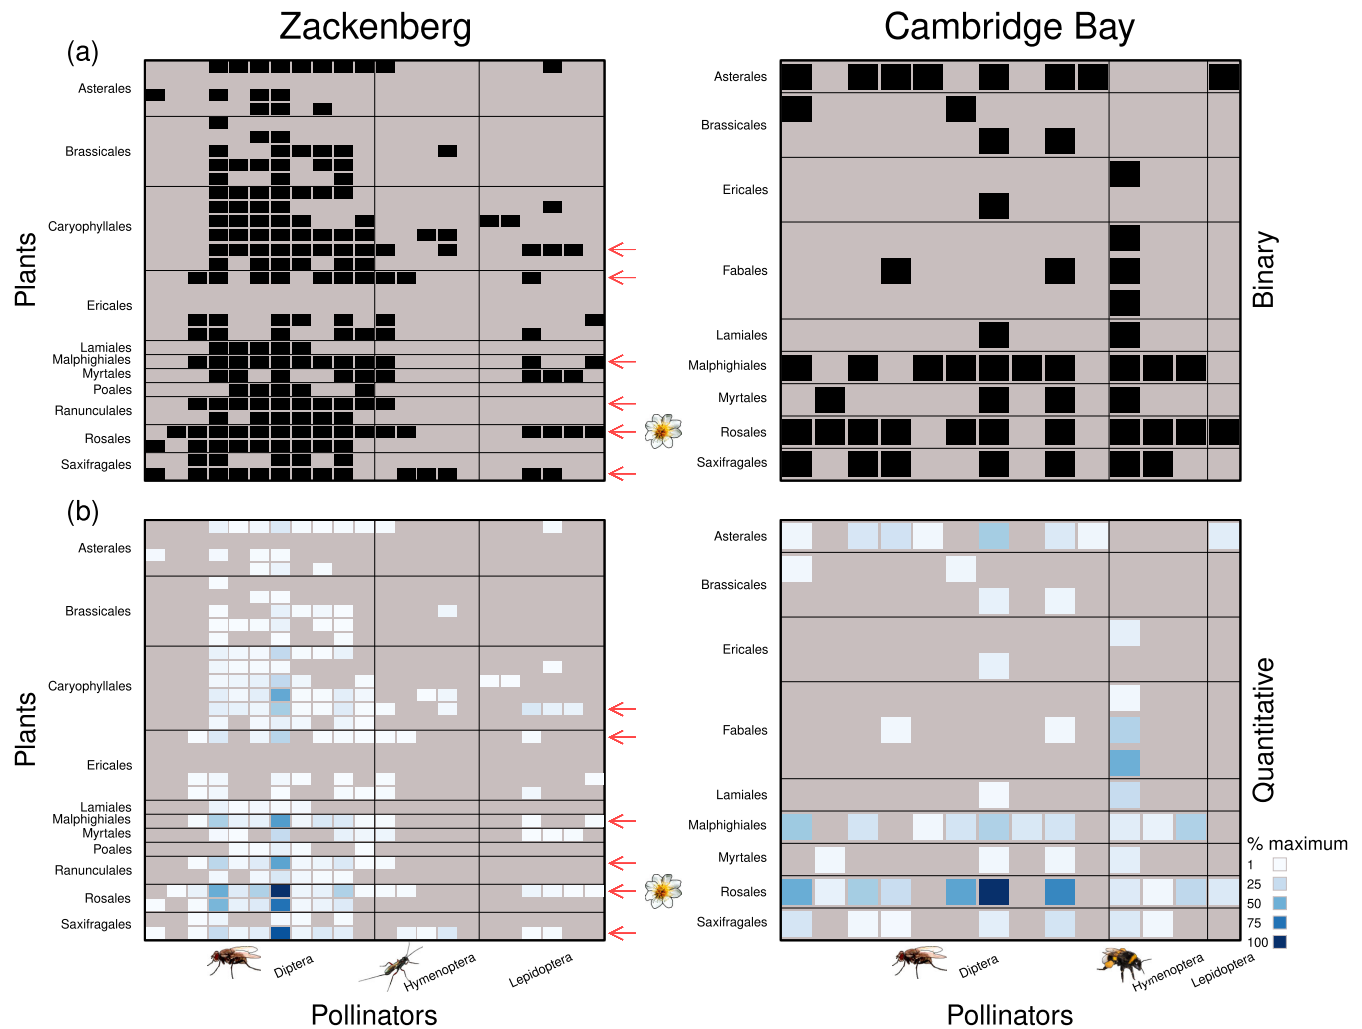 Zackenberg
Cambridge Bay
(a)
Plants
Asterales
Brassicales
Caryophyllales
Ericales
Lamiales
Malphighiales
Myrtales
Poales
Ranunculales
Rosales
Saxifragales
Asterales
Brassicales
Ericales
Fabales
Lamiales
Malphighiales
Myrtales
Rosales
Saxifragales
Binary
(b)
Plants
Asterales
Brassicales
Caryophyllales
Ericales
Lamiales
Malphighiales
Myrtales
Poales
Ranunculales
Rosales
Saxifragales
Diptera
Hymenoptera
Lepidoptera
Pollinators
Asterales
Brassicales
Ericales
Fabales
Lamiales
Malphighiales
Myrtales
Rosales
Saxifragales
Quantitative
% maximum
1
25
50
75
100
Diptera
Hymenoptera
Lepidoptera
Pollinators